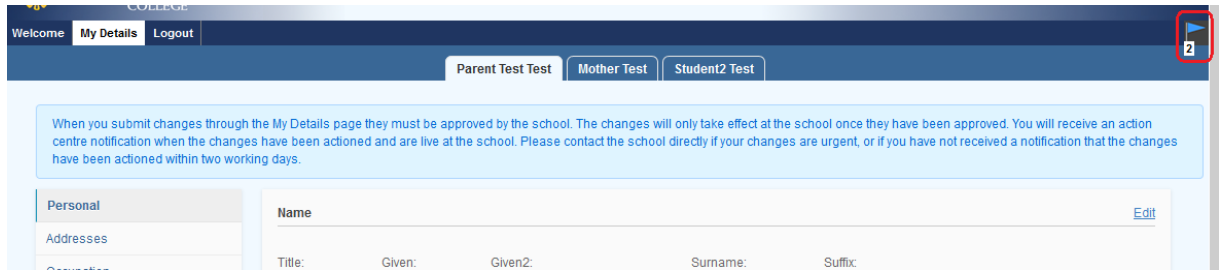 COLLEGE
Welcome My Details Logout
2
Parent Test Test Mother Test Student2 Test
When you submit changes through the My Details page they must be approved by the school. The changes will only take effect at the school once they have been approved. You will receive an action
centre notification when the changes have been actioned and are live at the school. Please contact the school directly if your changes are urgent, or if you have not received a notification that the changes
have been actioned within two working days.
Personal
Name Edit
Addresses
Title: Given: Given2: Surname: Suffix:
Occupation